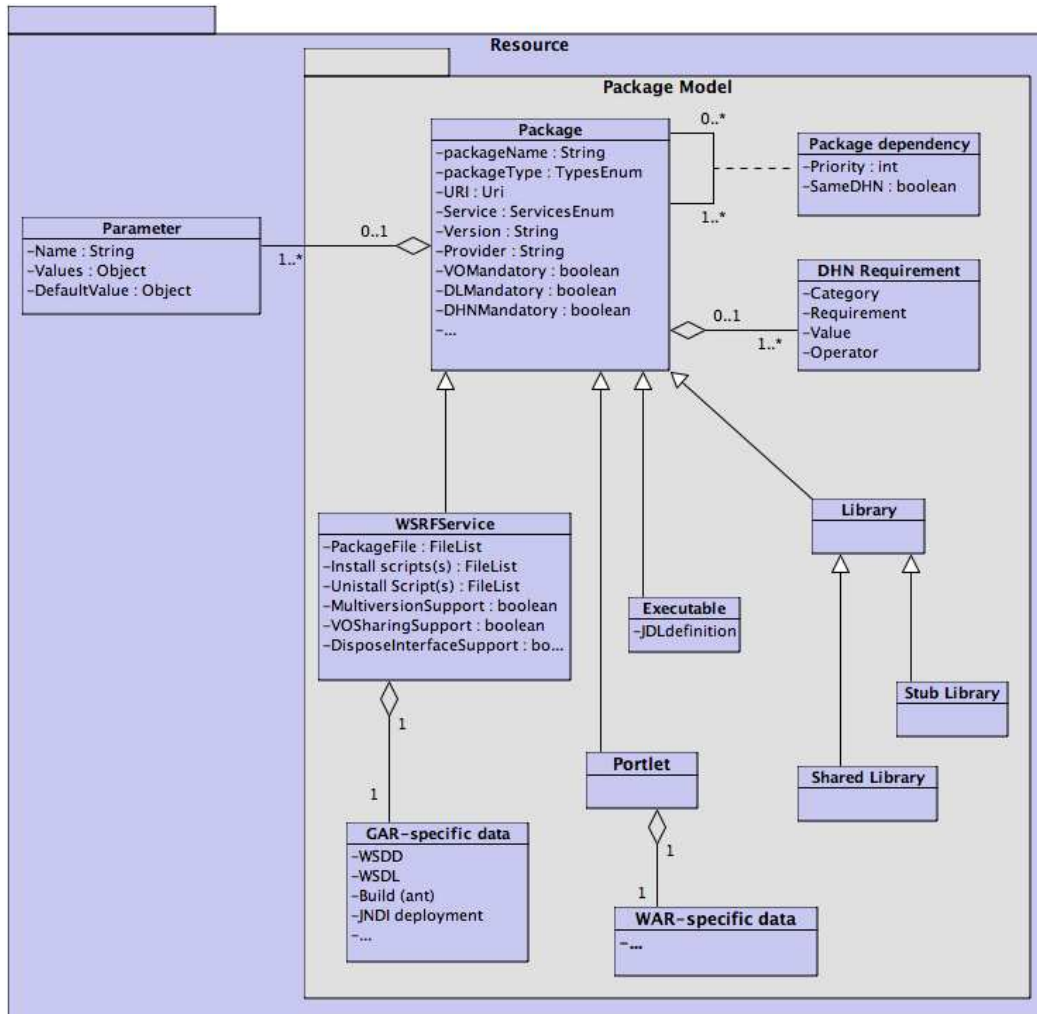 Resource
Package Model
Package
-packageName : String
-packageType : TypesEnum
-URI : Uri
-Service : ServicesEnum
-Version : String
-Provider : String
-VOMandatory : boolean
-DLMandatory : boolean
-DHNMandatory : boolean
-...
0..*
1..*
Package dependency
-Priority : int
-SameDHN : boolean
Parameter
-Name : String
-Values : Object
-DefaultValue : Object
1..*
0..1
DHN Requirement
-Category
-Requirement
-Value
-Operator
0..1
1..*
WSRFService
-PackageFile : FileList
-Install scripts(s) : FileList
-Unistall Script(s) : FileList
-MultiversionSupport : boolean
-VOSharingSupport : boolean
-DisposeInterfaceSupport : bo...
Executable
-JDLdefinition
Library
Stub Library
Shared Library
Portlet
1
1
GAR-specific data
-WSDD
-WSDL
-Build (ant)
-JNDI deployment
-...
1
1
WAR-specific data
-...